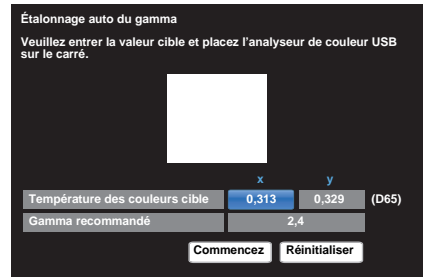 Étalonnage auto du gamma
Veuillez entrer la valeur cible et placez l'analyseur de couleur USB
sur le carré.
x y
Température des couleurs cible 0,313 0,329 (D65)
Gamma recommandé 2,4
Commencez Réinitialiser